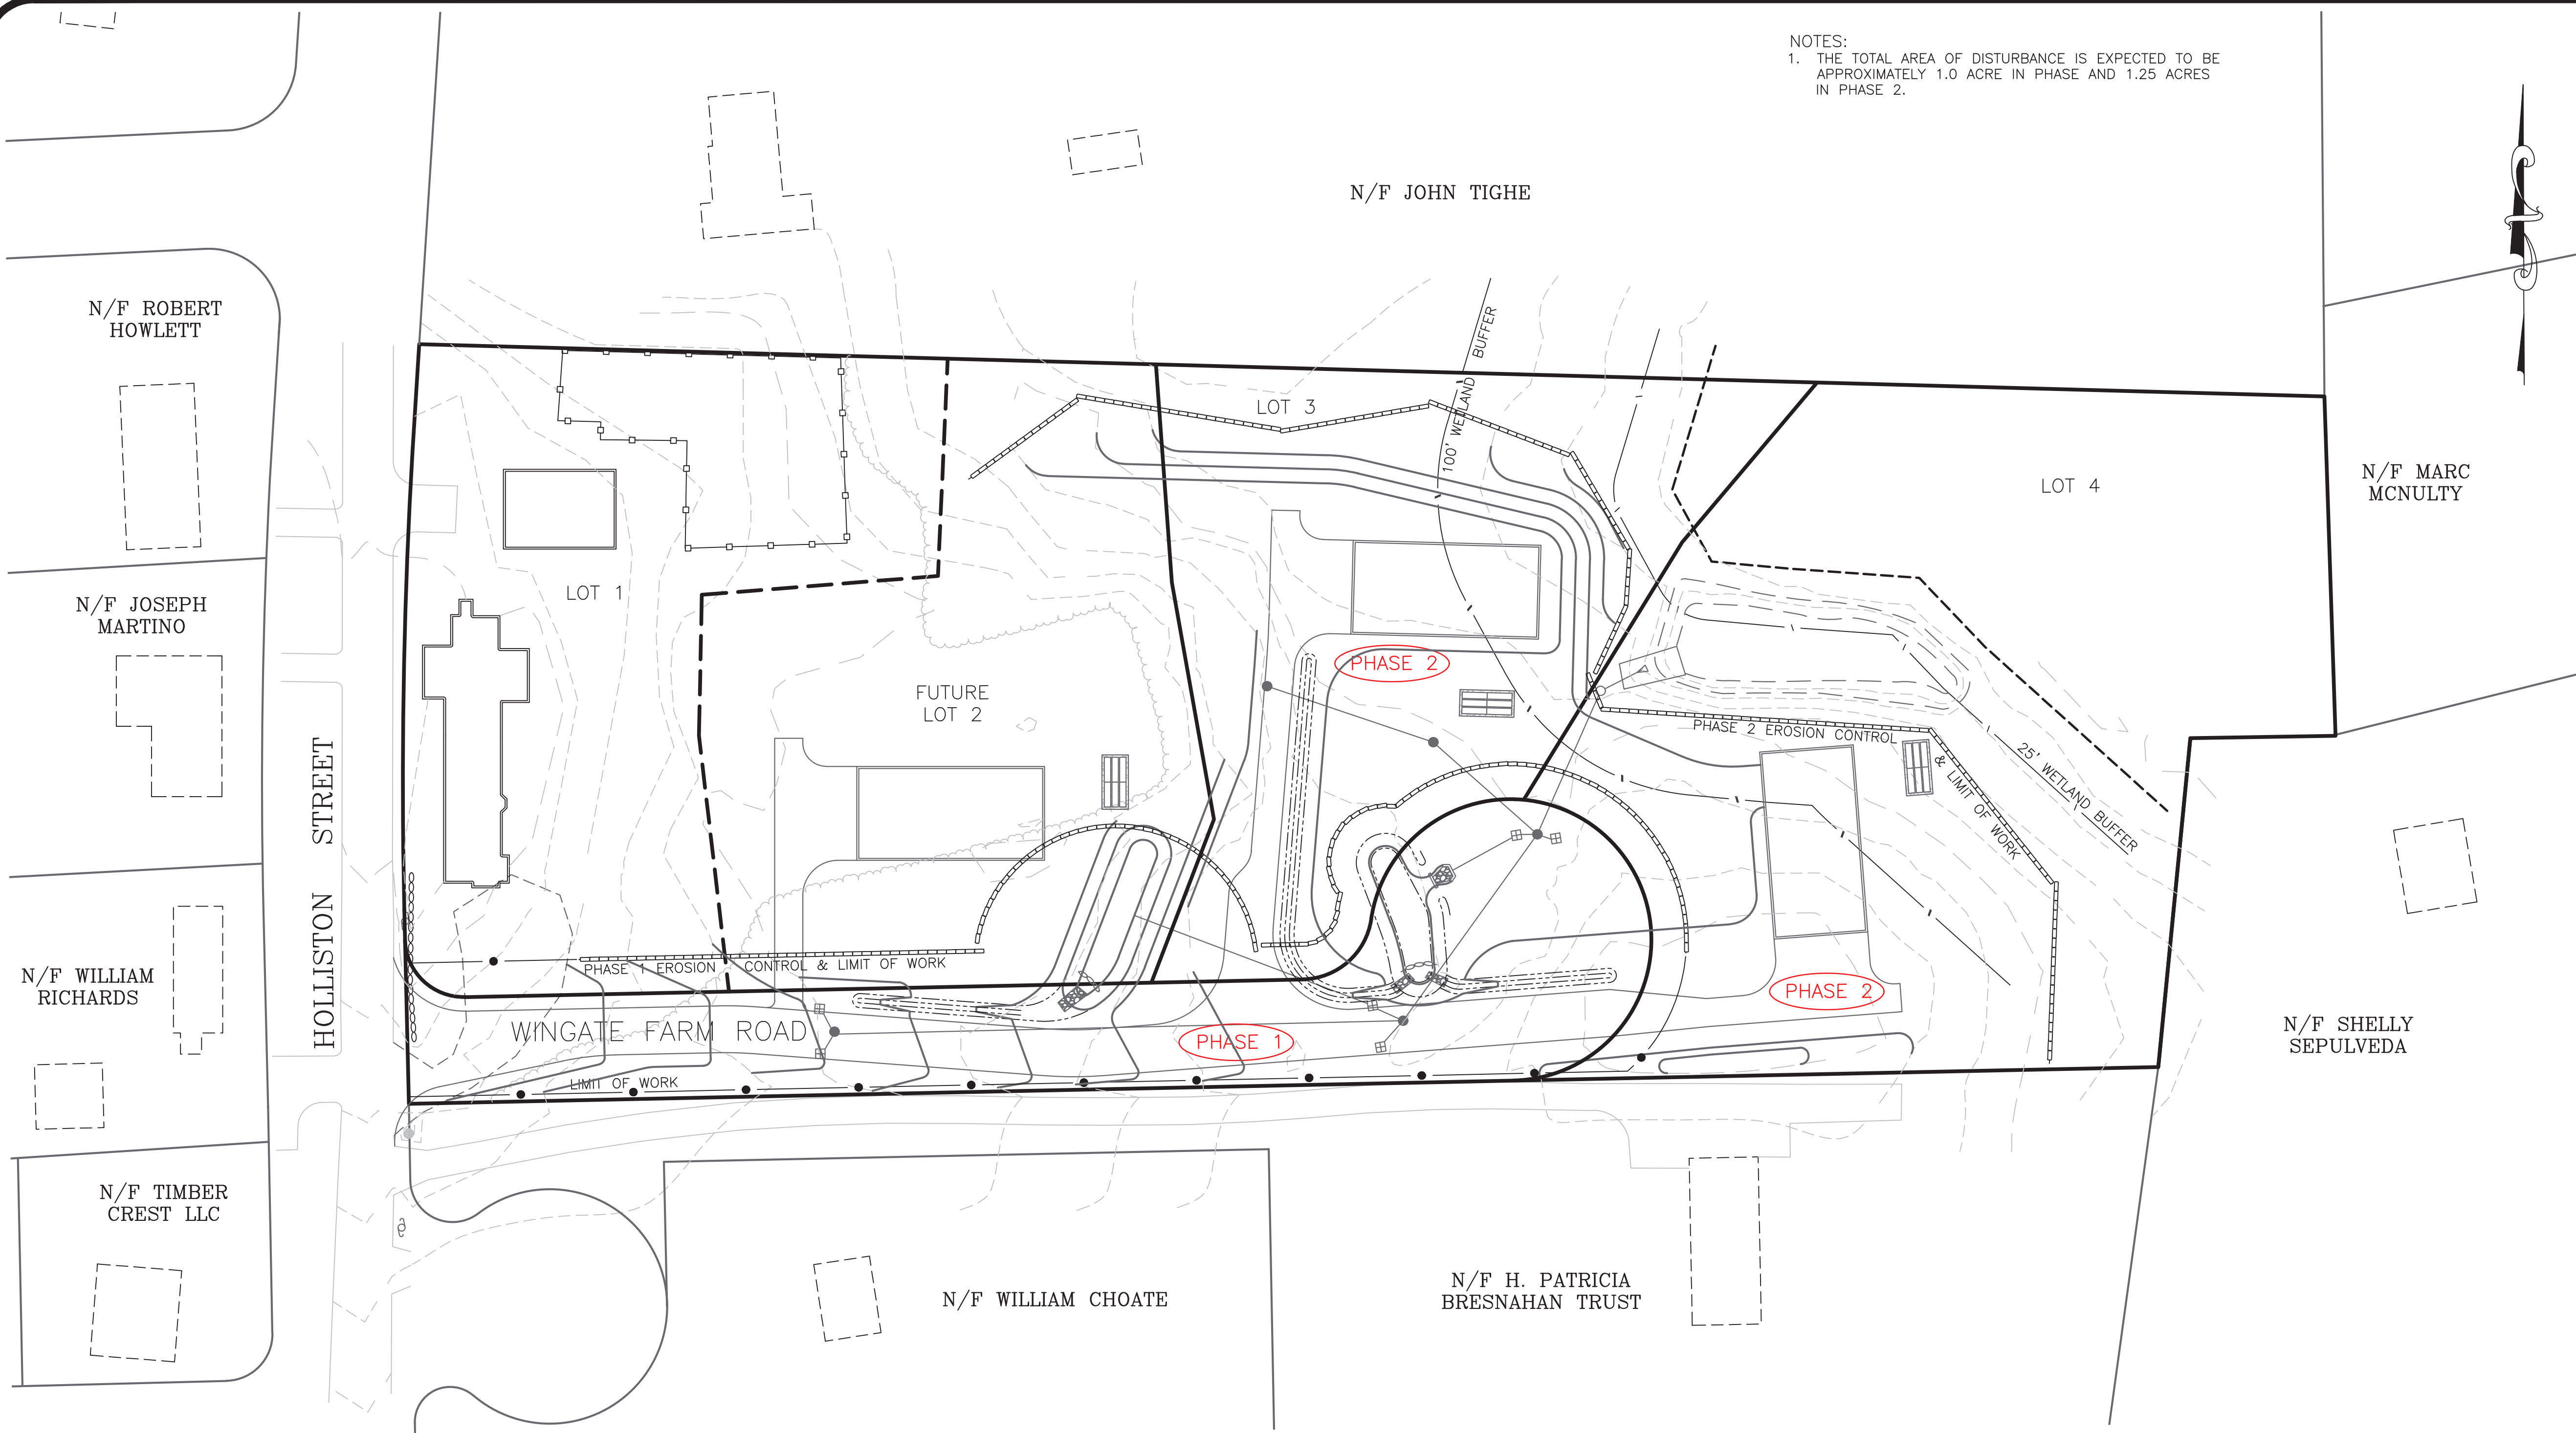 NOTES:
1. THE TOTAL AREA OF DISTURBANCE IS EXPECTED TO BE
APPROXIMATELY 1.0 ACRE IN PHASE AND 1.25 ACRES
IN PHASE 2.
N/F JOHN TIGHE
N/F ROBERT
HOWLETT
100' WETLAND BUFFER
LOT 3
LOT 4
N/F MARC
MCNULTY
LOT 1
N/F JOSEPH
MARTINO
FUTURE
LOT 2
PHASE 2
PHASE 2 EROSION CONTROL
& LIMIT OF WORK
25' WETLAND BUFFER
HOLLISTON STREET
N/F WILLIAM
RICHARDS
PHASE 1 EROSION CONTROL & LIMIT OF WORK
PHASE 2
WINGATE FARM ROAD
PHASE 1
N/F SHELLY
SEPULVEDA
LIMIT OF WORK
N/F TIMBER
CREST LLC
N/F WILLIAM CHOATE
N/F H. PATRICIA
BRESNAHAN TRUST